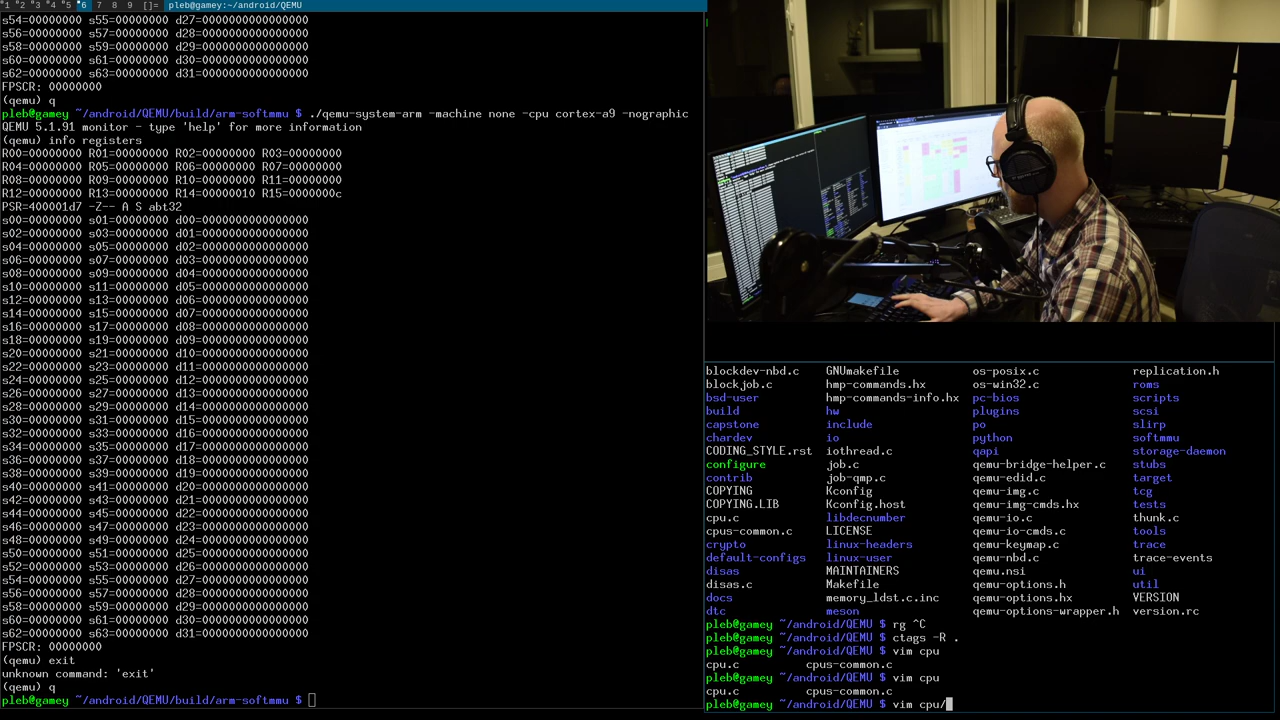 1 2 3 4 5 6 7 8 9 []= pleb@gamey:~/android/QEMU
s54=00000000 s55=00000000 d27=0000000000000000
s56=00000000 s57=00000000 d28=0000000000000000
s58=00000000 s59=00000000 d29=0000000000000000
s60=00000000 s61=00000000 d30=0000000000000000
s62=00000000 s63=00000000 d31=0000000000000000
FPSCR: 00000000
(qemu) q
pleb@gamey ~/android/QEMU/build/arm-softmmu $ ./qemu-system-arm -machine none -cpu cortex-a9 -nographic
QEMU 5.1.91 monitor - type 'help' for more information
(qemu) info registers
R00=00000000 R01=00000000 R02=00000000 R03=00000000
R04=00000000 R05=00000000 R06=00000000 R07=00000000
R08=00000000 R09=00000000 R10=00000000 R11=00000000
R12=00000000 R13=00000000 R14=00000010 R15=0000000c
PSR=400001d7 -Z-- A S abt32
s00=00000000 s01=00000000 d00=0000000000000000
s02=00000000 s03=00000000 d01=0000000000000000
s04=00000000 s05=00000000 d02=0000000000000000
s06=00000000 s07=00000000 d03=0000000000000000
s08=00000000 s09=00000000 d04=0000000000000000
s10=00000000 s11=00000000 d05=0000000000000000
s12=00000000 s13=00000000 d06=0000000000000000
s14=00000000 s15=00000000 d07=0000000000000000
s16=00000000 s17=00000000 d08=0000000000000000
s18=00000000 s19=00000000 d09=0000000000000000
s20=00000000 s21=00000000 d10=0000000000000000
s22=00000000 s23=00000000 d11=0000000000000000
s24=00000000 s25=00000000 d12=0000000000000000
s26=00000000 s27=00000000 d13=0000000000000000
s28=00000000 s29=00000000 d14=0000000000000000
s30=00000000 s31=00000000 d15=0000000000000000
s32=00000000 s33=00000000 d16=0000000000000000
s34=00000000 s35=00000000 d17=0000000000000000
s36=00000000 s37=00000000 d18=0000000000000000
s38=00000000 s39=00000000 d19=0000000000000000
s40=00000000 s41=00000000 d20=0000000000000000
s42=00000000 s43=00000000 d21=0000000000000000
s44=00000000 s45=00000000 d22=0000000000000000
s46=00000000 s47=00000000 d23=0000000000000000
s48=00000000 s49=00000000 d24=0000000000000000
s50=00000000 s51=00000000 d25=0000000000000000
s52=00000000 s53=00000000 d26=0000000000000000
s54=00000000 s55=00000000 d27=0000000000000000
s56=00000000 s57=00000000 d28=0000000000000000
s58=00000000 s59=00000000 d29=0000000000000000
s60=00000000 s61=00000000 d30=0000000000000000
s62=00000000 s63=00000000 d31=0000000000000000
FPSCR: 00000000
(qemu) exit
unknown command: 'exit'
(qemu) q
pleb@gamey ~/android/QEMU/build/arm-softmmu $
blockdev-nbd.c GNUmakefile os-posix.c replication.h
blockjob.c hmp-commands.hx os-win32.c roms
bsd-user hmp-commands-info.hx pc-bios scripts
build hw plugins scsi
capstone include po slirp
chardev io python softmmu
CODING_STYLE.rst iothread.c qapi storage-daemon
configure job.c qemu-bridge-helper.c stubs
contrib job-qmp.c qemu-edid.c target
COPYING Kconfig qemu-img.c tcg
COPYING.LIB Kconfig.host qemu-img-cmds.hx tests
cpu.c libdecnumber qemu-io.c thunk.c
cpus-common.c LICENSE qemu-io-cmds.c tools
crypto linux-headers qemu-keymap.c trace
default-configs linux-user qemu-nbd.c trace-events
disas MAINTAINERS qemu.nsi ui
disas.c Makefile qemu-options.h util
docs memory_ldst.c.inc qemu-options.hx VERSION
dtc meson qemu-options-wrapper.h version.rc
pleb@gamey ~/android/QEMU $ rg ^C
pleb@gamey ~/android/QEMU $ ctags -R .
pleb@gamey ~/android/QEMU $ vim cpu
cpu.c cpus-common.c
pleb@gamey ~/android/QEMU $ vim cpu
cpu.c cpus-common.c
pleb@gamey ~/android/QEMU $ vim cpu/